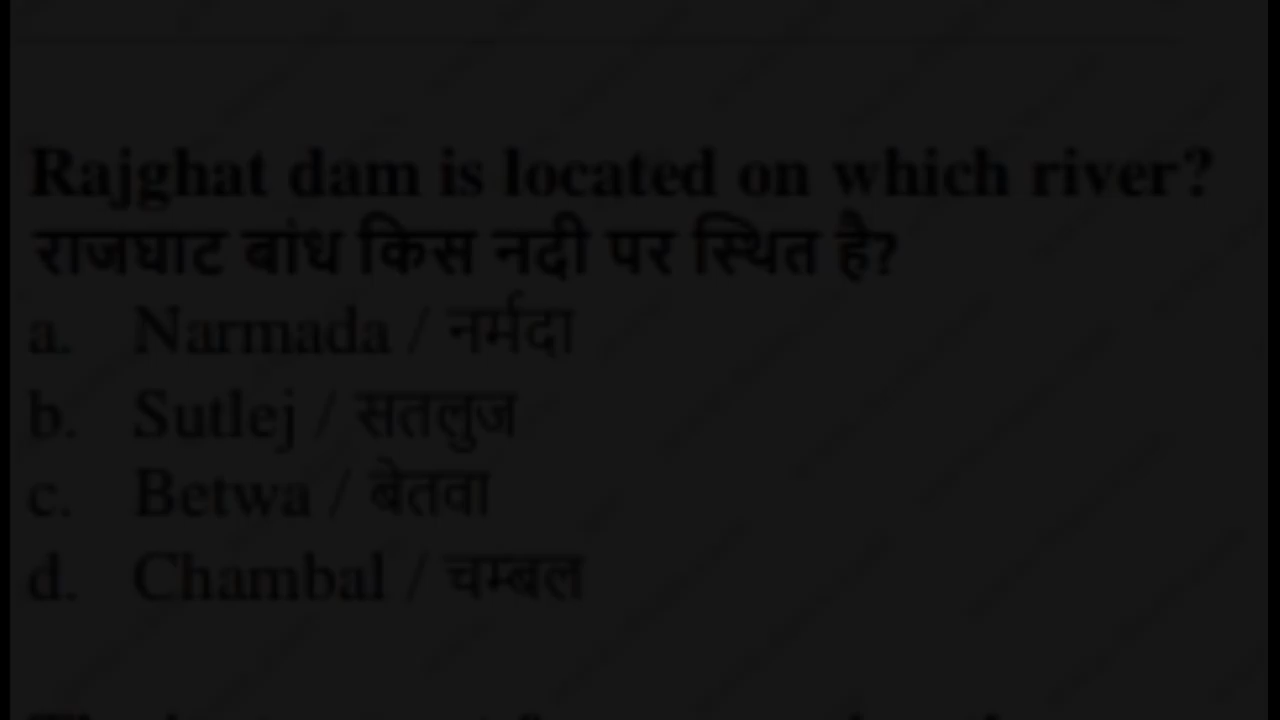 Rajghat dam is located on which river?
राजघाट बांध किस नदी पर स्थित है?
a. Narmada / नर्मदा
b. Sutlej / सतलुज
c. Betwa / बेतवा
d. Chambal / चम्बल